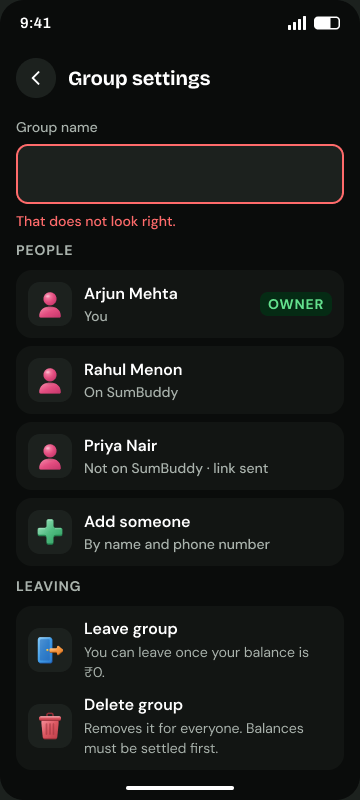 9:41
Group settings
Group name
That does not look right.
PEOPLE
Arjun Mehta
You
OWNER
Rahul Menon
On SumBuddy
Priya Nair
Not on SumBuddy · link sent
Add someone
By name and phone number
LEAVING
Leave group
You can leave once your balance is
₹0.
Delete group
Removes it for everyone. Balances
must be settled first.